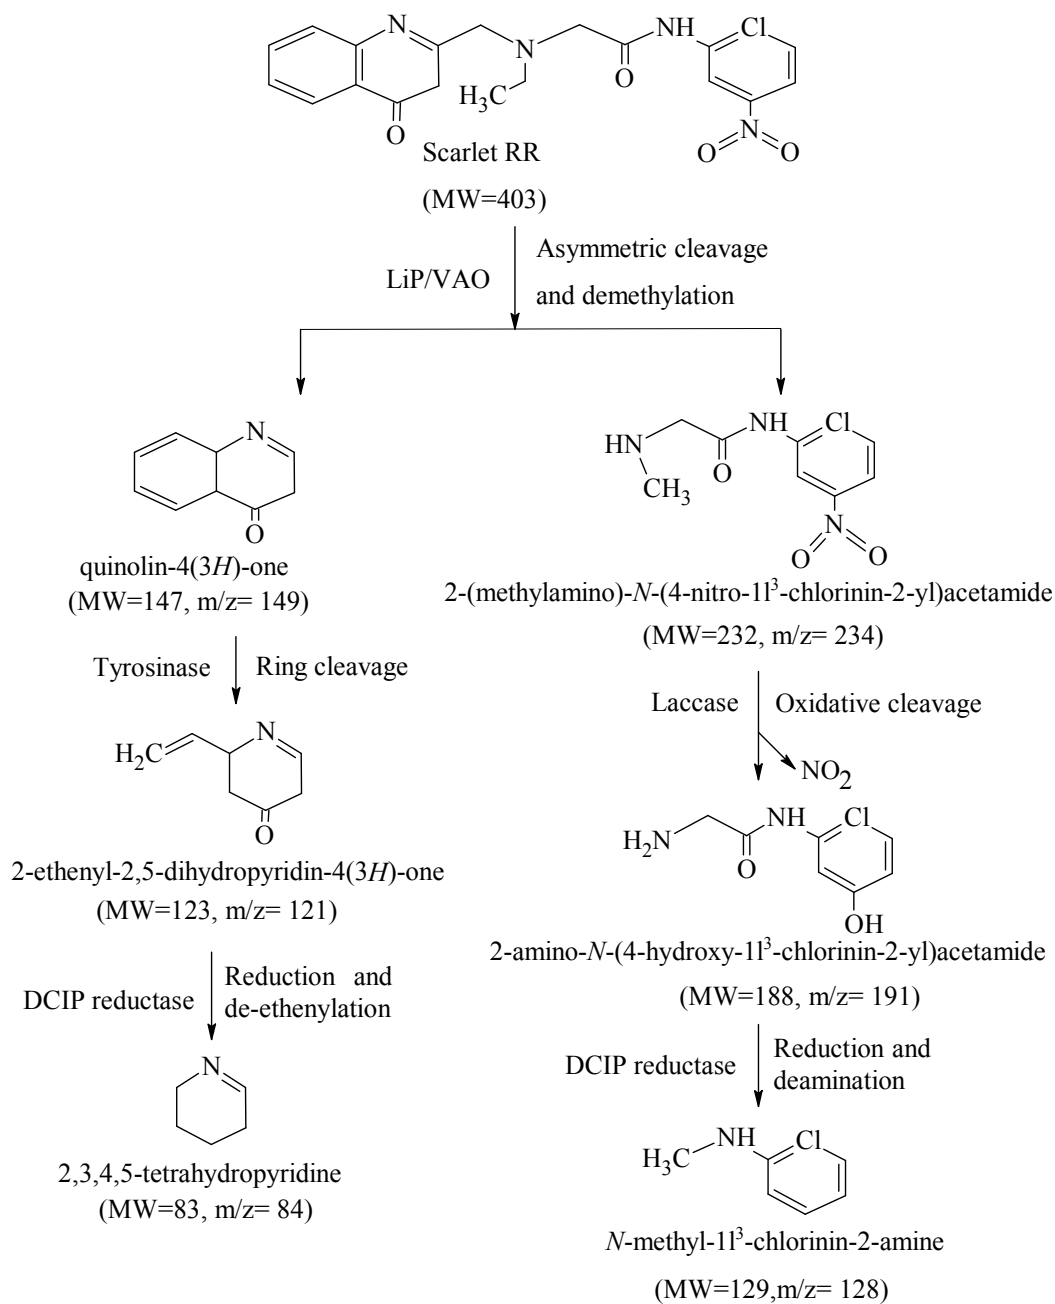 N
N
H3C
O
O
NH
Cl
N
O
O
Scarlet RR
(MW=403)
LiP/VAO
Asymmetric cleavage
and demethylation
N
O
quinolin-4(3H)-one
(MW=147, m/z= 149)
HN
CH3
O
NH
Cl
N
O
O
2-(methylamino)-N-(4-nitro-1l³-chlorinin-2-yl)acetamide
(MW=232, m/z= 234)
Tyrosinase
Ring cleavage
Laccase
Oxidative cleavage
NO2
H2C
N
O
2-ethenyl-2,5-dihydropyridin-4(3H)-one
(MW=123, m/z= 121)
H2N
O
NH
Cl
OH
2-amino-N-(4-hydroxy-1l³-chlorinin-2-yl)acetamide
(MW=188, m/z= 191)
DCIP reductase
Reduction and
de-ethenylation
DCIP reductase
Reduction and
deamination
N
2,3,4,5-tetrahydropyridine
(MW=83, m/z= 84)
H3C
NH
Cl
N-methyl-1l³-chlorinin-2-amine
(MW=129,m/z= 128)